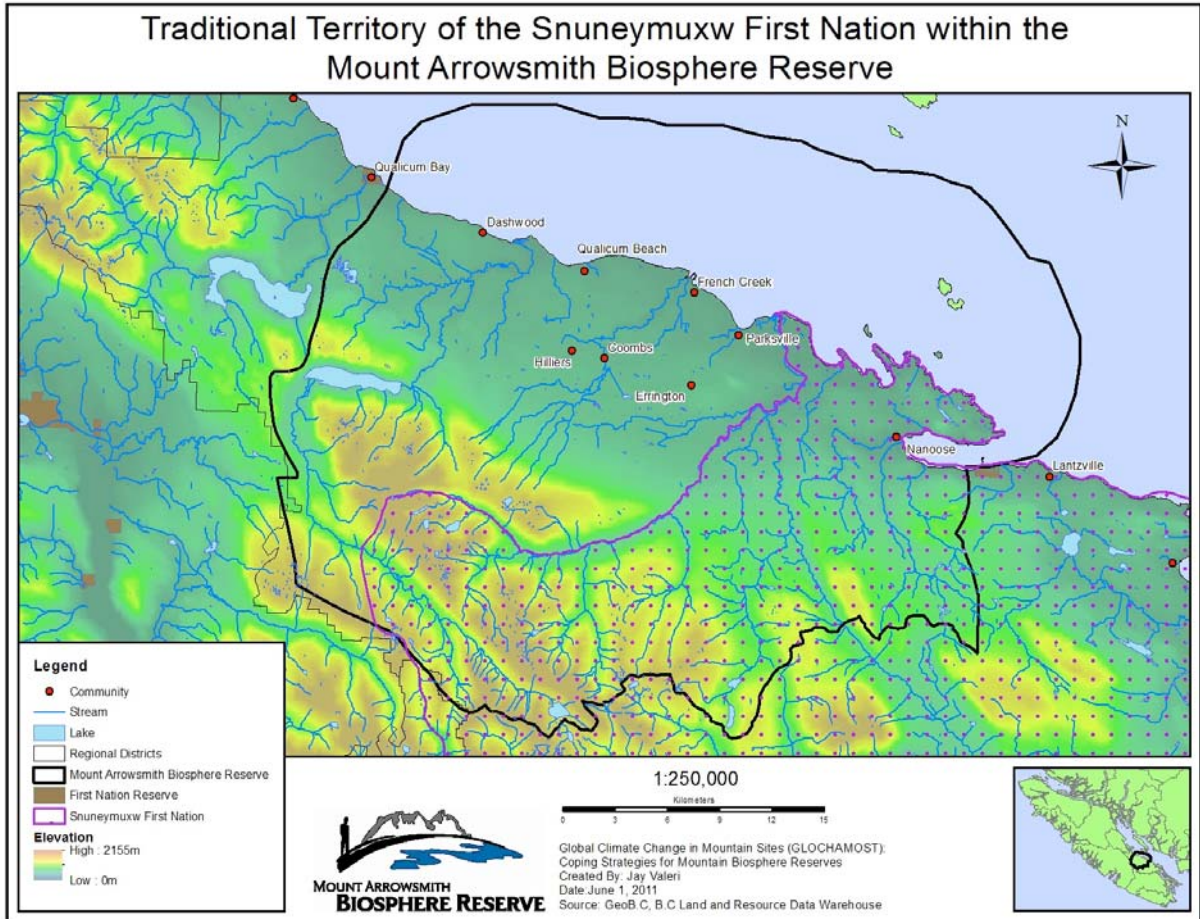 Traditional Territory of the Snuneymuxw First Nation within the
Mount Arrowsmith Biosphere Reserve
N
Qualicum Bay
Dashwood
Qualicum Beach
French Creek
Parksville
Hilliers
Coombs
Errington
Nanoose
Lantzville
Legend
Community
Stream
Lake
Regional Districts
Mount Arrowsmith Biosphere Reserve
First Nation Reserve
Snuneymuxw First Nation
Elevation
High : 2155m
Low : 0m
MOUNT ARROWSMITH
BIOSPHERE RESERVE
1:250,000
Kilometers
0 3 6 9 12 15
Global Climate Change in Mountain Sites (GLOCHAMOST):
Coping Strategies for Mountain Biosphere Reserves
Created By: Jay Valeri
Date:June 1, 2011
Source: GeoB.C, B.C Land and Resource Data Warehouse